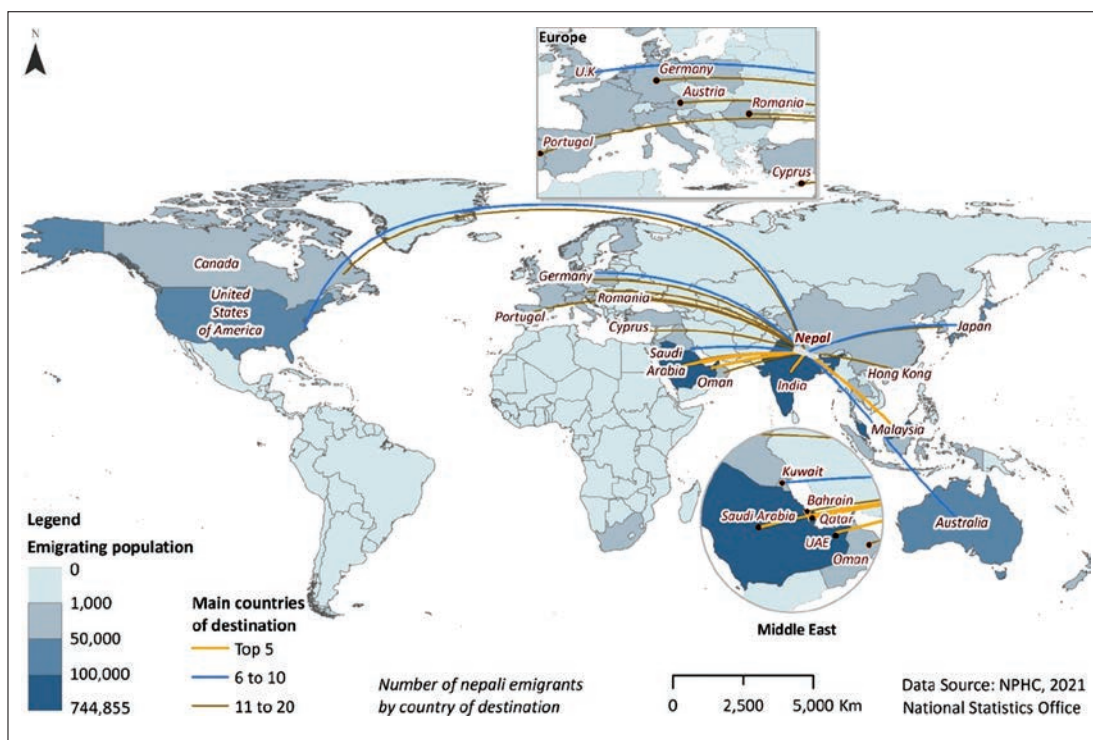 N
Europe
U.K
Germany
Austria
Romania
Portugal
Cyprus
Canada
United
States
of America
Germany
Romania
Portugal
Cyprus
Nepal
Japan
Saudi
Arabia
Oman
India
Hong Kong
Malaysia
Australia
Kuwait
Bahrain
Saudi Arabia
Qatar
UAE
Oman
Middle East
Legend
Emigrating population
0
1,000
50,000
100,000
744,855
Main countries
of destination
Top 5
6 to 10
11 to 20
Number of nepali emigrants
by country of destination
0 2,500 5,000 Km
Data Source: NPHC, 2021
National Statistics Office